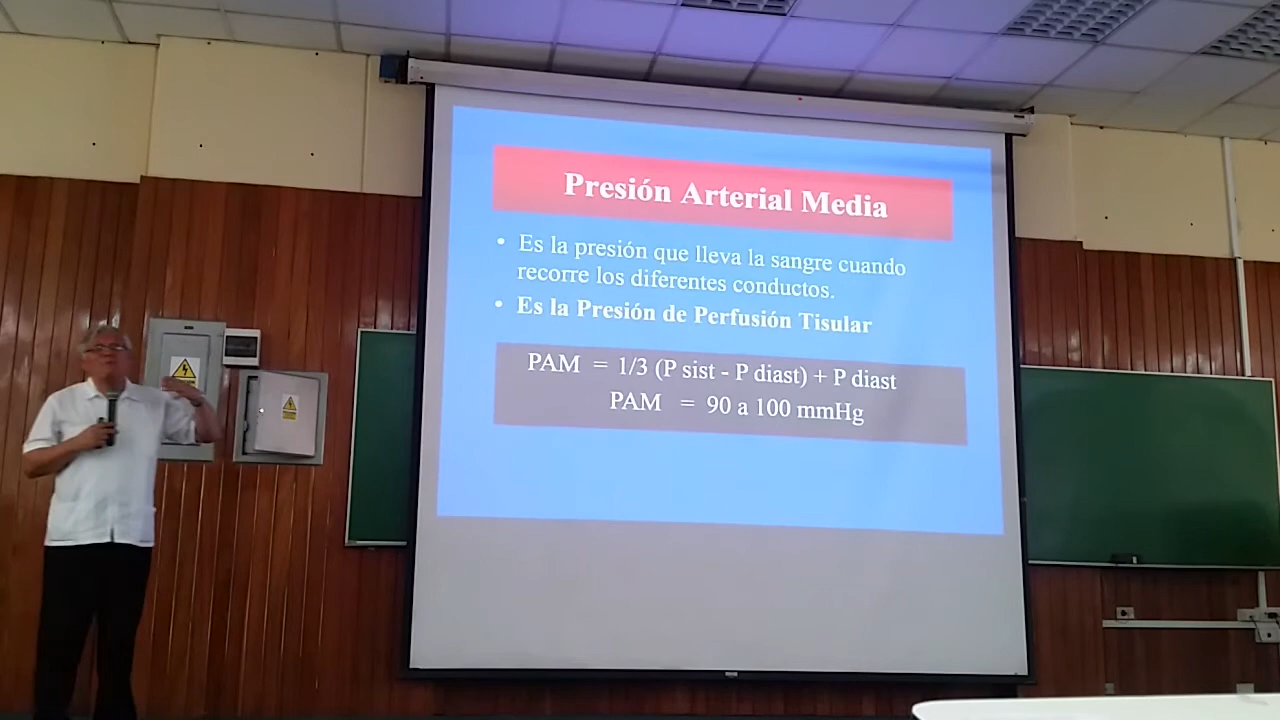 Presión Arterial Media
• Es la presión que lleva la sangre cuando
recorre los diferentes conductos.
• Es la Presión de Perfusión Tisular
PAM = 1/3 (P sist - P diast) + P diast
PAM = 90 a 100 mmHg